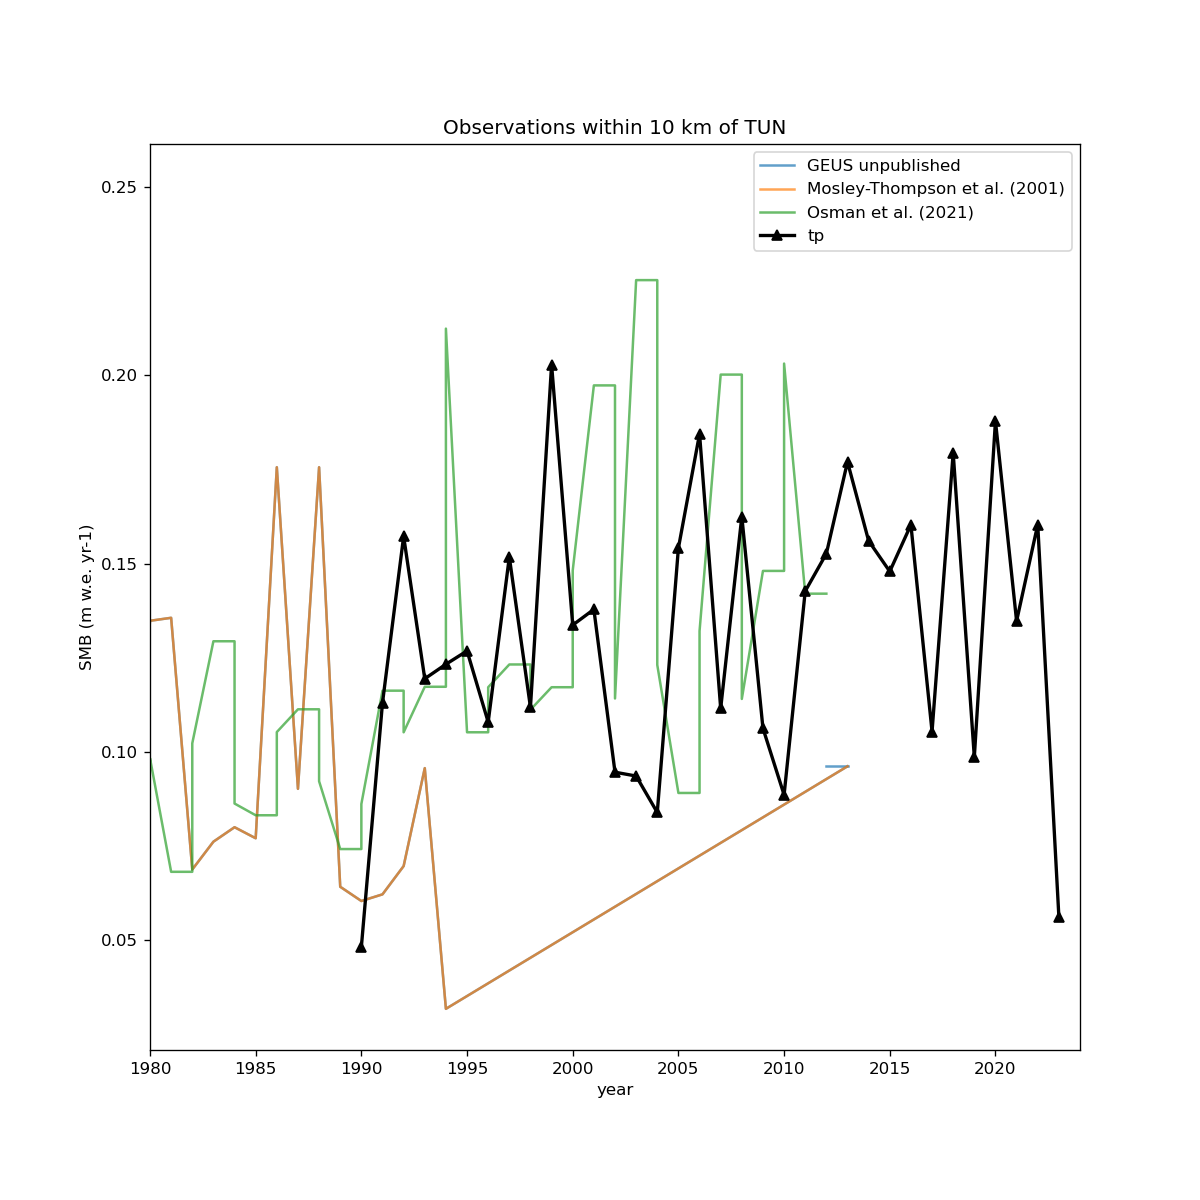 Observations within 10 km of TUN
GEUS unpublished
Mosley-Thompson et al. (2001)
Osman et al. (2021)
tp
0.25
0.20
0.15
0.10
0.05
SMB (m w.e. yr-1)
1980 1985 1990 1995 2000 2005 2010 2015 2020
year